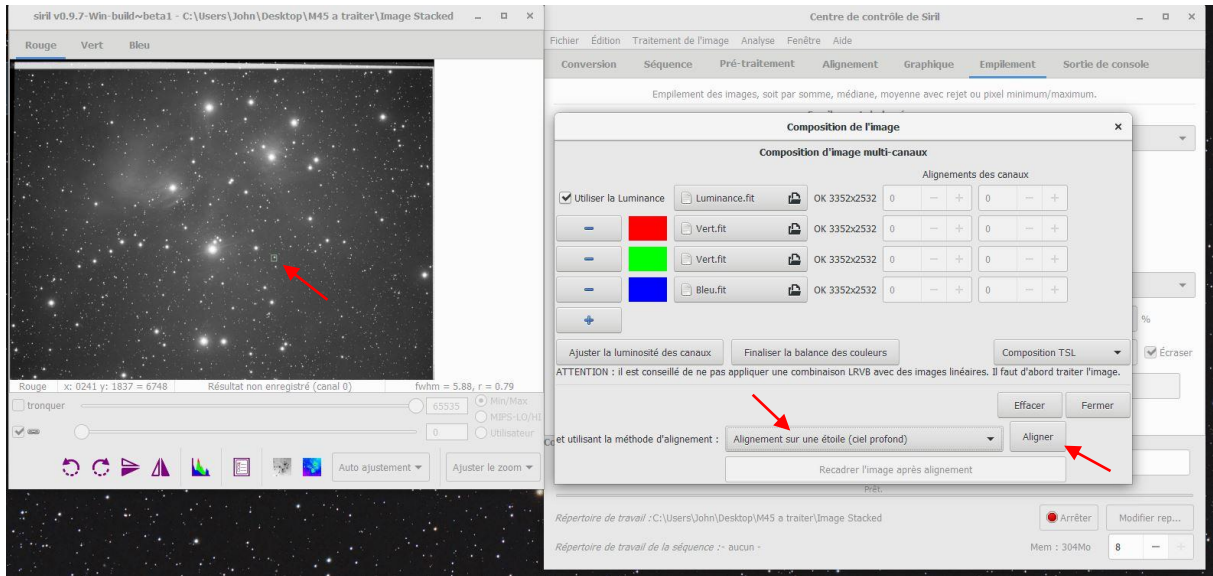 siril v0.9.7-Win-build~beta1 - C:\Users\John\Desktop\M45 a traiter\Image Stacked
Rouge Vert Bleu
Rouge x: 0241 y: 1837 = 6748 Résultat non enregistré (canal 0) fwhm = 5.88, r = 0.79
tronquer 65535 Min/Max
MIPS-LO/HI
0 Utilisateur
Auto ajustement Ajuster le zoom
Centre de contrôle de Siril
Fichier Édition Traitement de l'image Analyse Fenêtre Aide
Conversion Séquence Pré-traitement Alignement Graphique Empilement Sortie de console
Empilement des images, soit par somme, médiane, moyenne avec rejet ou pixel minimum/maximum.
Composition de l'image
Composition d'image multi-canaux
Alignements des canaux
Utiliser la Luminance Luminance.fit OK 3352x2532 0 0
Vert.fit OK 3352x2532 0 0
Vert.fit OK 3352x2532 0 0
Bleu.fit OK 3352x2532 0 0
%
Ajuster la luminosité des canaux Finaliser la balance des couleurs Composition TSL Écraser
ATTENTION : il est conseillé de ne pas appliquer une combinaison LRVB avec des images linéaires. Il faut d'abord traiter l'image.
Effacer Fermer
et utilisant la méthode d'alignement : Alignement sur une étoile (ciel profond) Aligner
Recadrer l'image après alignement
Prêt.
Répertoire de travail :C:\Users\John\Desktop\M45 a traiter\Image Stacked Arrêter Modifier rep...
Répertoire de travail de la séquence :- aucun - Mem : 304Mo 8